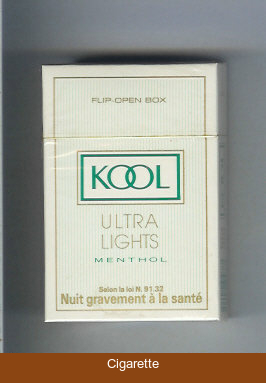 FLIP-OPEN BOX
KOOL
ULTRA
LIGHTS
MENTHOL
Selon la loi N. 91 32
Nuit gravement à la santé
Cigarette